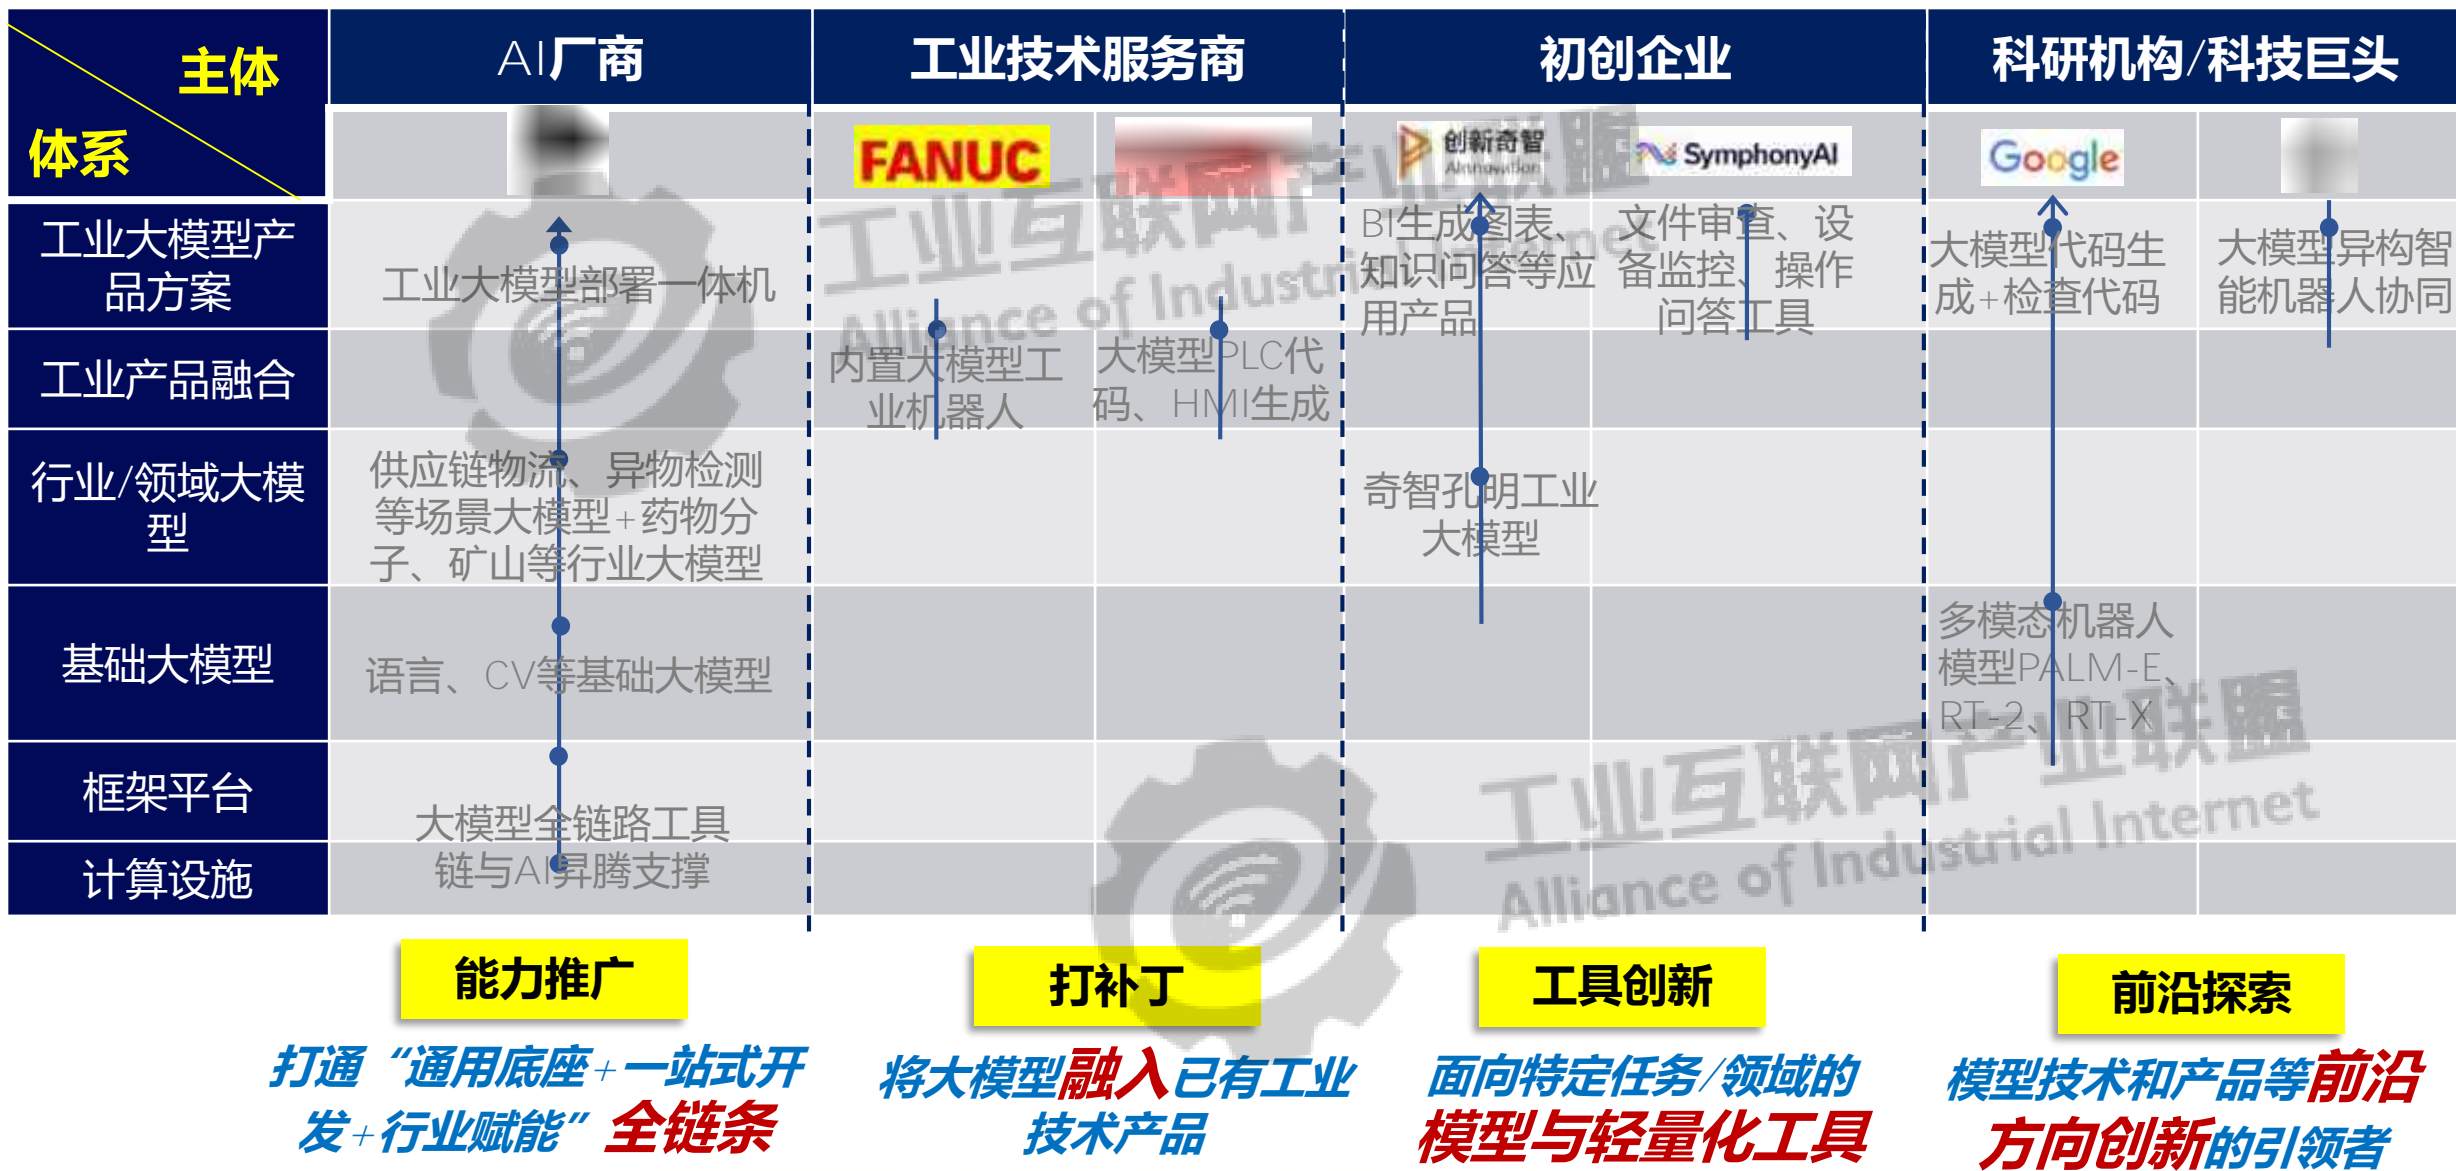 主体
体系
AI厂商
工业技术服务商
初创企业
科研机构/科技巨头
FANUC
创新奇智
AInnovation
SymphonyAI
Google
工业大模型产
品方案
工业大模型部署一体机
BI生成图表、
知识问答等应
用产品
文件审查、设
备监控、操作
问答工具
大模型代码生
成+检查代码
大模型异构智
能机器人协同
工业产品融合
内置大模型工
业机器人
大模型PLC代
码、HMI生成
行业/领域大模
型
供应链物流、异物检测
等场景大模型+药物分
子、矿山等行业大模型
奇智孔明工业
大模型
基础大模型
语言、CV等基础大模型
多模态机器人
模型PALM-E、
RT-2、RT-X
框架平台
大模型全链路工具
链与AI昇腾支撑
计算设施
工业互联网产业联盟
Alliance of Industrial Internet
工业互联网产业联盟
Alliance of Industrial Internet
能力推广
打通“通用底座+一站式开
发+行业赋能”全链条
打补丁
将大模型融入已有工业
技术产品
工具创新
面向特定任务/领域的
模型与轻量化工具
前沿探索
模型技术和产品等前沿
方向创新的引领者